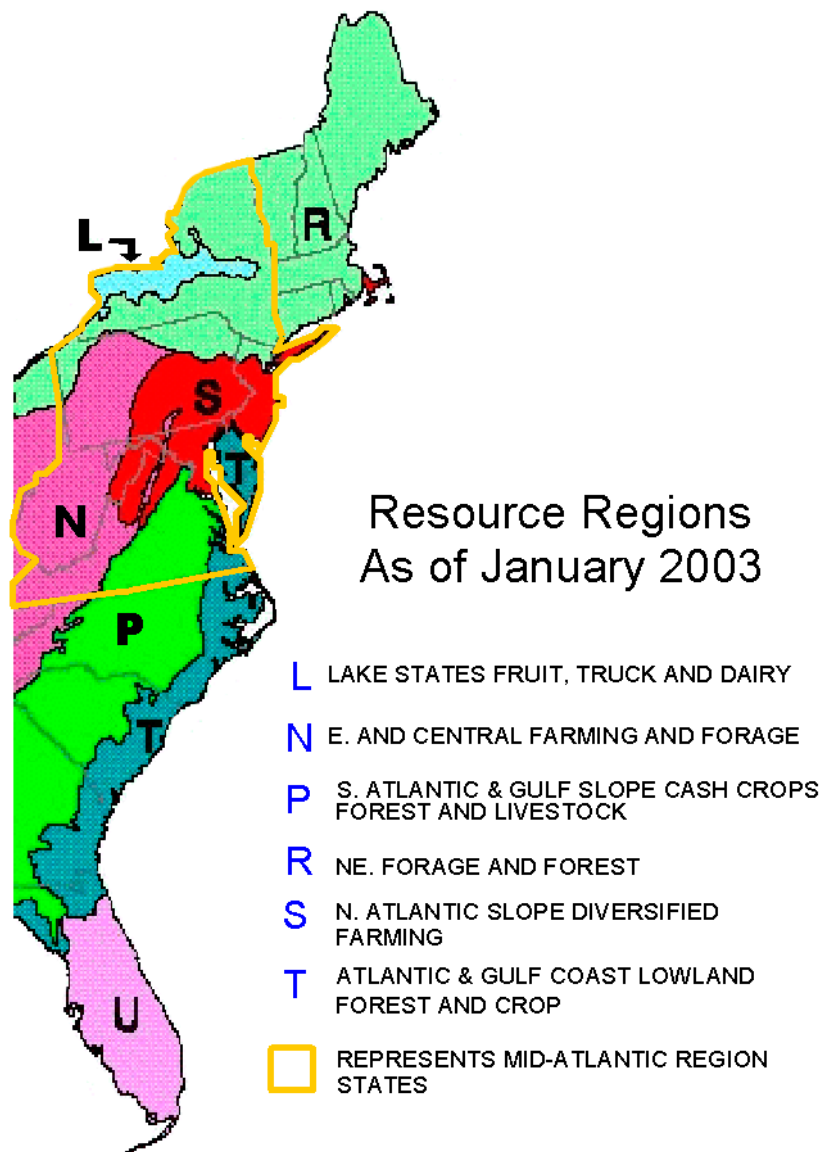 L
R
S
T
N
Resource Regions
As of January 2003
P
T
U
L LAKE STATES FRUIT, TRUCK AND DAIRY
N E. AND CENTRAL FARMING AND FORAGE
P S. ATLANTIC & GULF SLOPE CASH CROPS
FOREST AND LIVESTOCK
R NE. FORAGE AND FOREST
S N. ATLANTIC SLOPE DIVERSIFIED
FARMING
T ATLANTIC & GULF COAST LOWLAND
FOREST AND CROP
REPRESENTS MID-ATLANTIC REGION
STATES